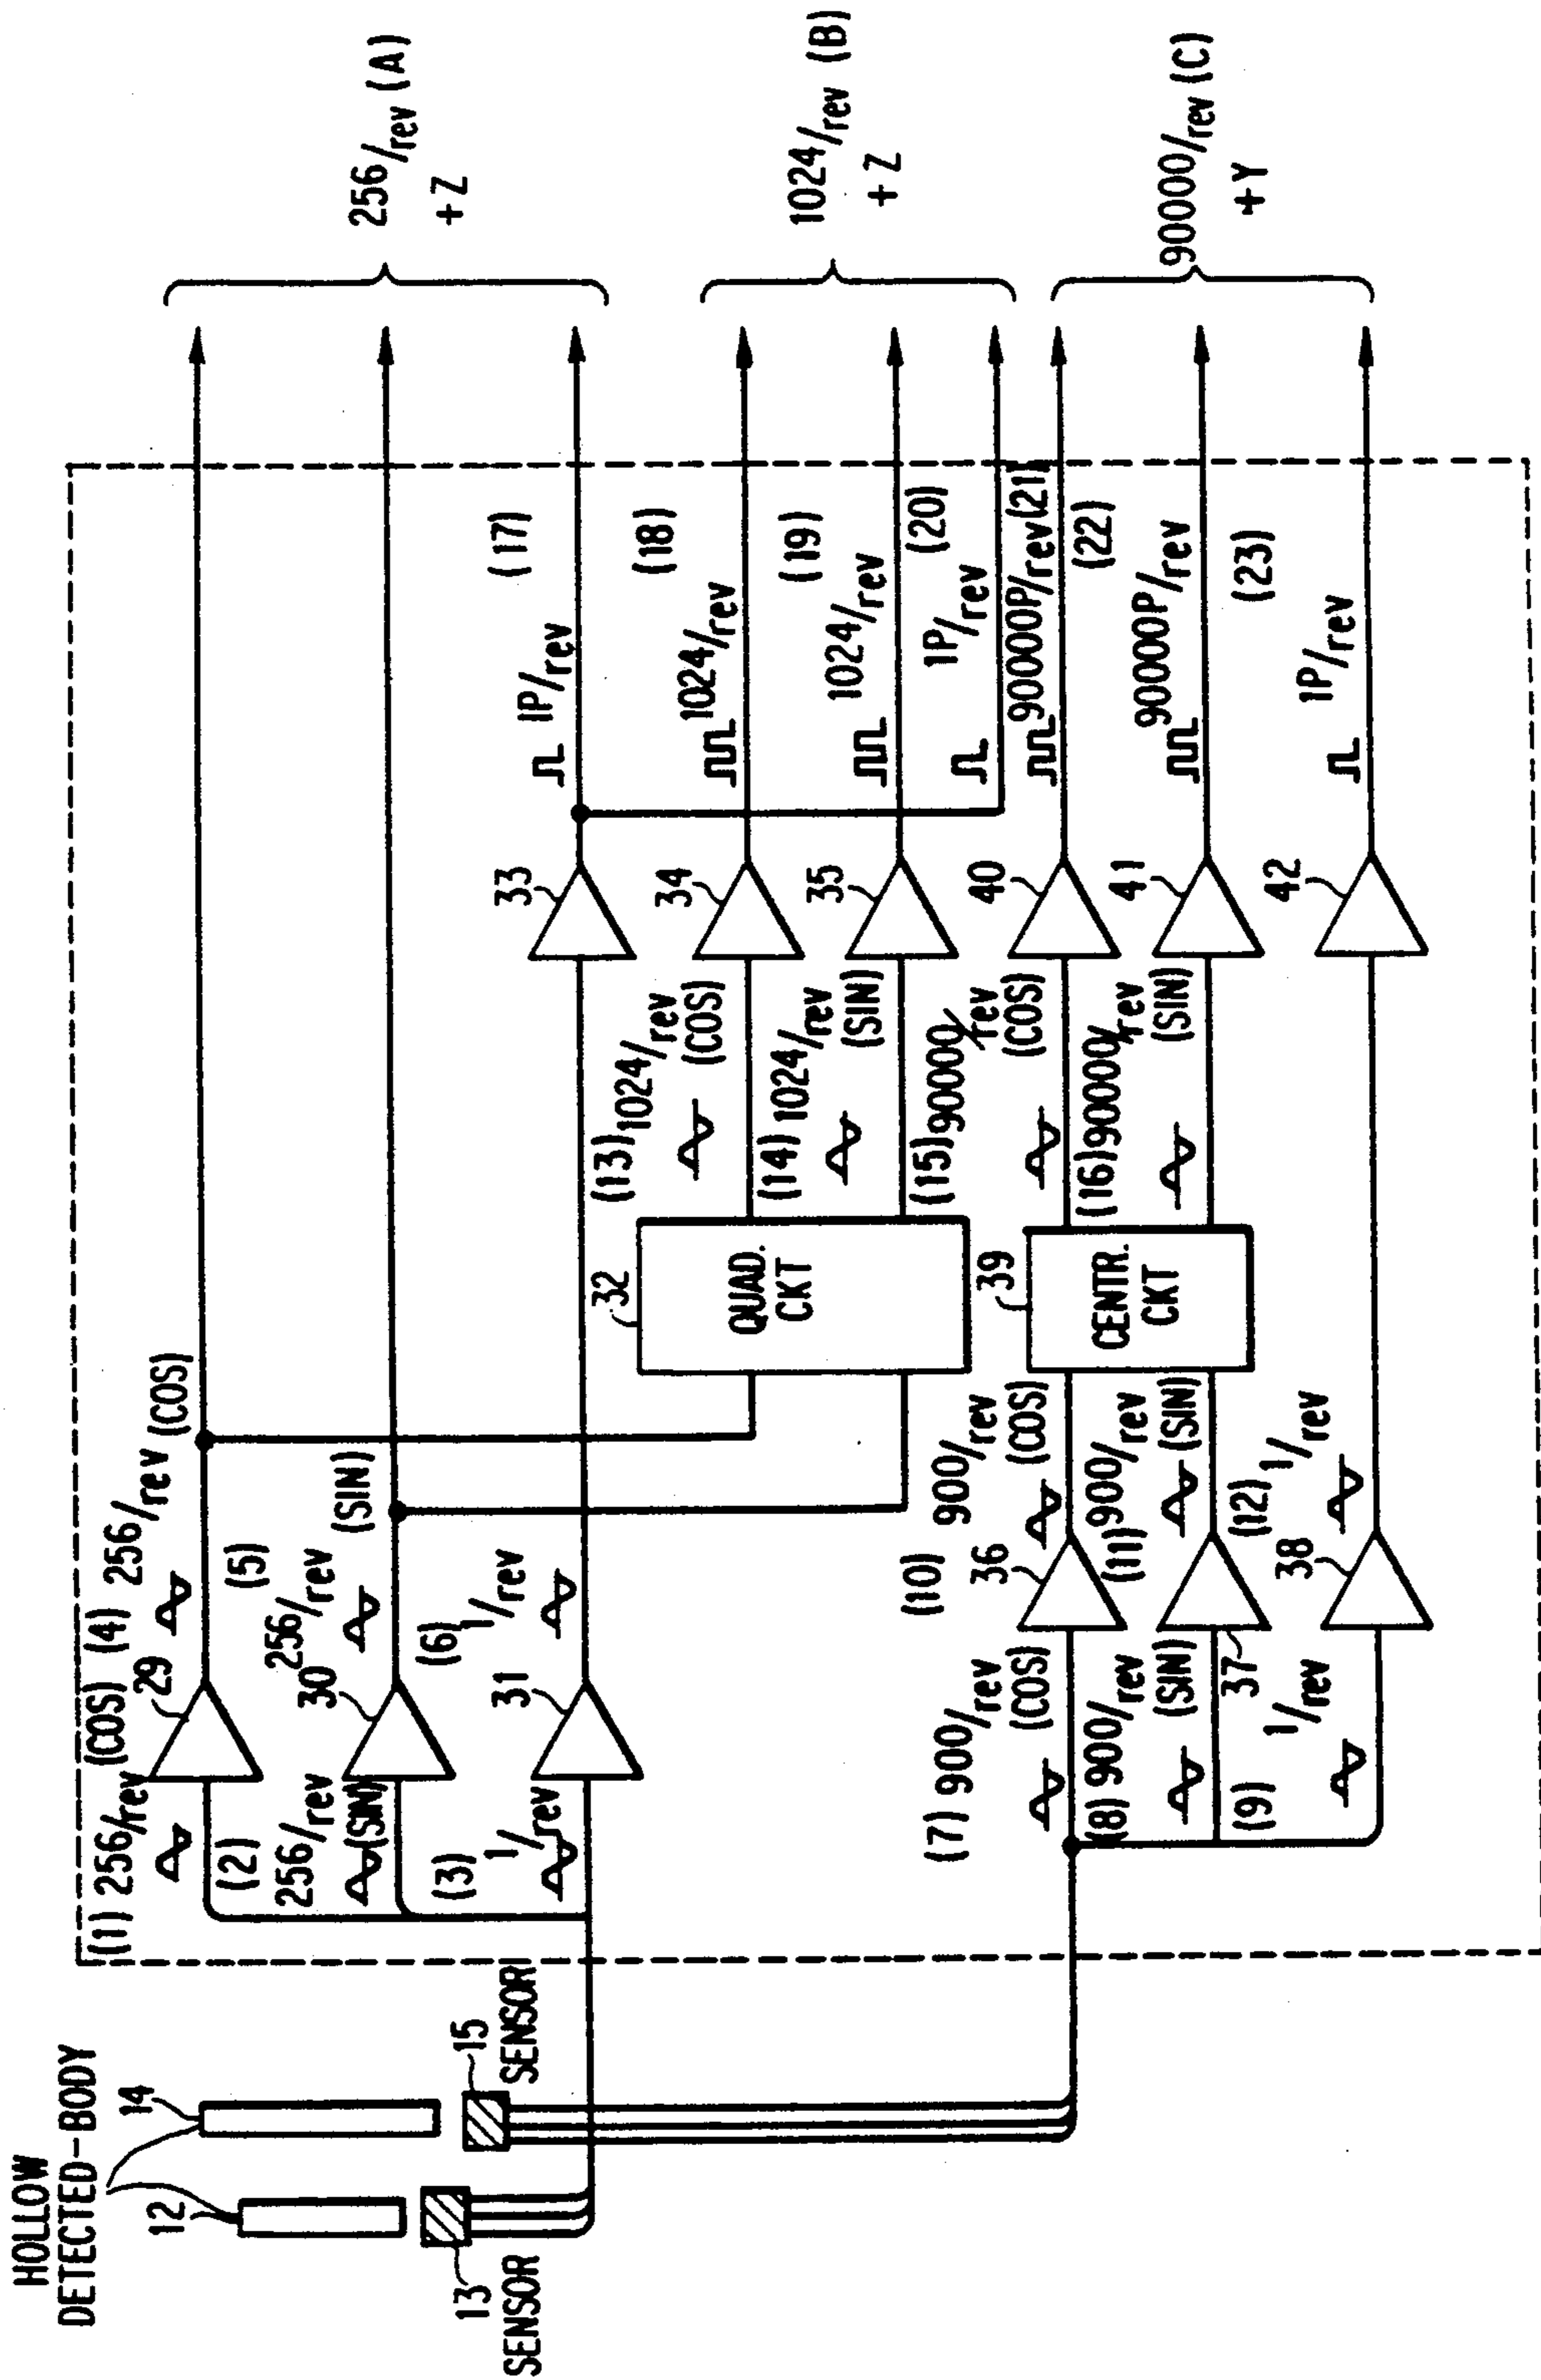 HOLLOW
DETECTED-BODY
12
14
13
SENSOR
15
SENSOR
(1) 256/rev (COS)
29
(4) 256/rev (COS)
(2)
256/rev
(SIN)
30
(5)
256/rev
(SIN)
(3)
1/rev
31
(6)
1/rev
(7) 900/rev
(COS)
36
(10)
900/rev
(COS)
(8) 900/rev
(SIN)
37
(11) 900/rev
(SIN)
(9)
1/rev
38
(12) 1/rev
32
QUAD.
CKT
39
CENTR.
CKT
(13) 1024/rev
(COS)
(14) 1024/rev
(SIN)
(15) 90000/rev
(COS)
(16) 90000/rev
(SIN)
33
34
35
40
41
42
1P/rev
(17)
1024/rev
(18)
1024/rev
(19)
1P/rev
(20)
90000P/rev (21)
90000P/rev
(22)
1P/rev
(23)
256/rev (A)
+Z
1024/rev (B)
+Z
90000/rev (C)
+Y